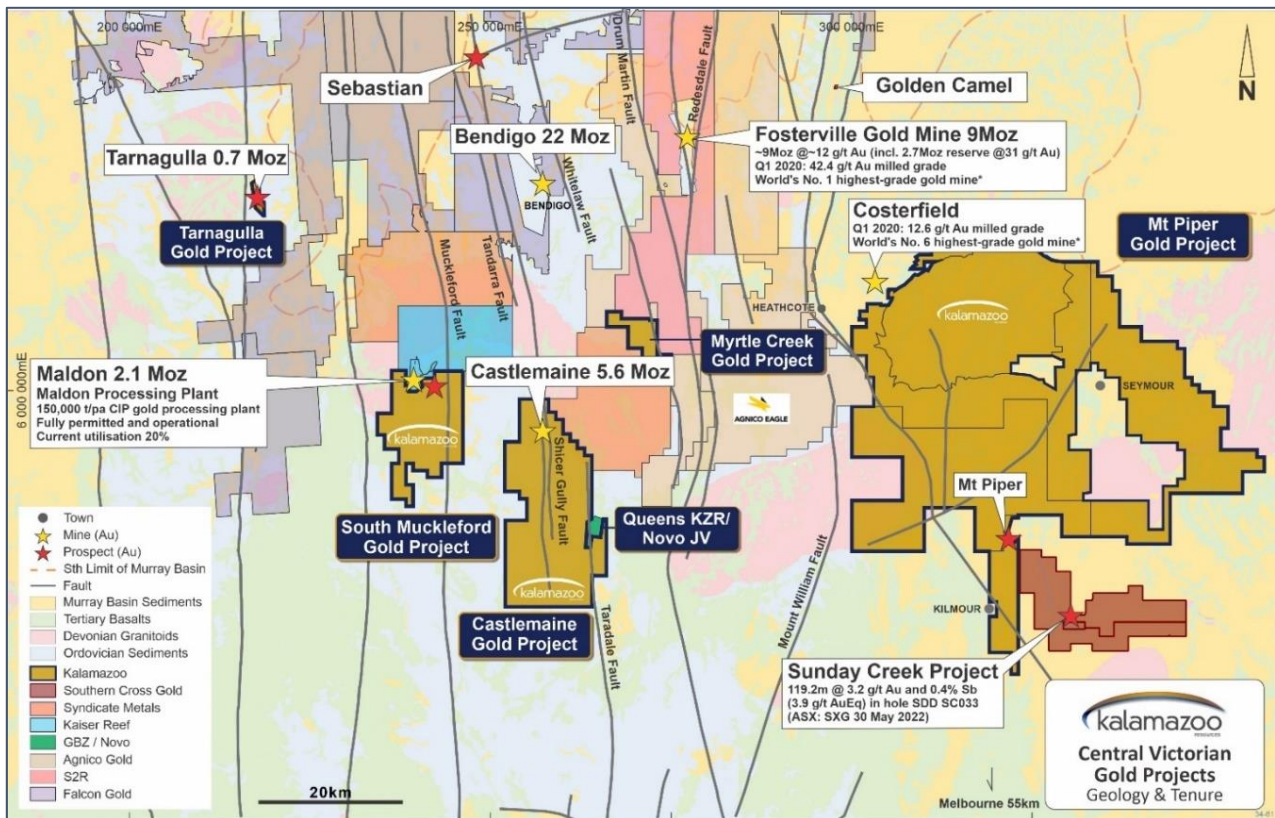 200 000mE
250 000mE
300 000mE
6 000 000mE
N
Sebastian
Bendigo 22 Moz
BENDIGO
Tarnagulla 0.7 Moz
Tarnagulla
Gold Project
Drum Martin Fault
Redesdale Fault
Whitelaw Fault
Tandarra Fault
Muckleford Fault
Golden Camel
Fosterville Gold Mine 9Moz
~9Moz @~12 g/t Au (incl. 2.7Moz reserve @31 g/t Au)
Q1 2020: 42.4 g/t Au milled grade
World's No. 1 highest-grade gold mine*
Costerfield
Q1 2020: 12.6 g/t Au milled grade
World's No. 6 highest-grade gold mine*
Mt Piper
Gold Project
HEATHCOTE
kalamazoo
SEYMOUR
Myrtle Creek
Gold Project
AGNICO EAGLE
Maldon 2.1 Moz
Maldon Processing Plant
150,000 t/pa CIP gold processing plant
Fully permitted and operational
Current utilisation 20%
kalamazoo
South Muckleford
Gold Project
Castlemaine 5.6 Moz
Shicer Gully Fault
kalamazoo
Castlemaine
Gold Project
Queens KZR/
Novo JV
Taradale Fault
Mount William Fault
Mt Piper
KILMOUR
Sunday Creek Project
119.2m @ 3.2 g/t Au and 0.4% Sb
(3.9 g/t AuEq) in hole SDD SC033
(ASX: SXG 30 May 2022)
Town
Mine (Au)
Prospect (Au)
Sth Limit of Murray Basin
Fault
Murray Basin Sediments
Tertiary Basalts
Devonian Granitoids
Ordovician Sediments
Kalamazoo
Southern Cross Gold
Syndicate Metals
Kaiser Reef
GBZ / Novo
Agnico Gold
S2R
Falcon Gold
20km
Melbourne 55km
kalamazoo
RESOURCES
Central Victorian
Gold Projects
Geology & Tenure